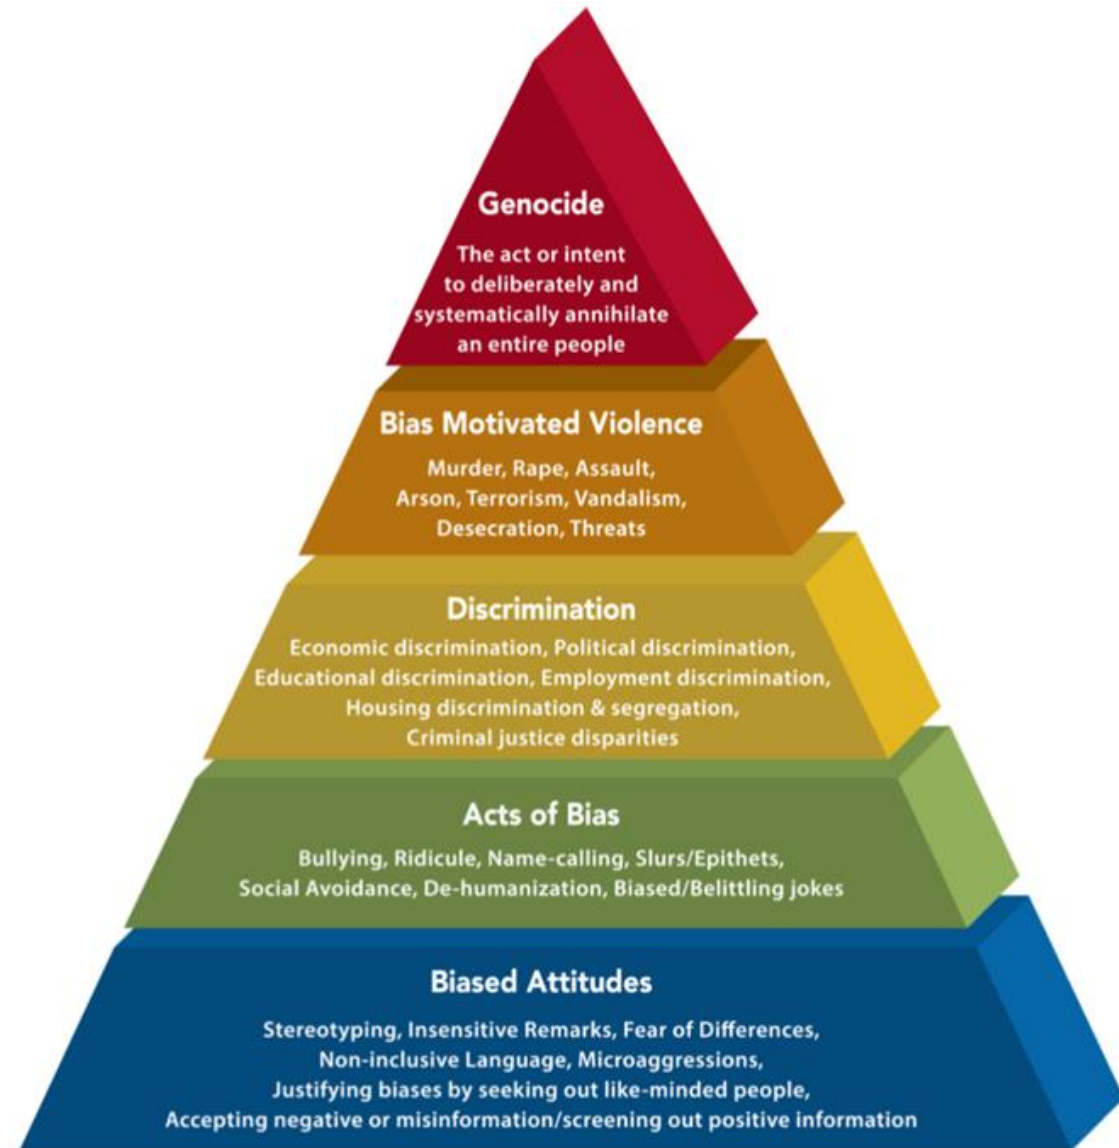 Genocide
The act or intent
to deliberately and
systematically annihilate
an entire people
Bias Motivated Violence
Murder, Rape, Assault,
Arson, Terrorism, Vandalism,
Desecration, Threats
Discrimination
Economic discrimination, Political discrimination,
Educational discrimination, Employment discrimination,
Housing discrimination & segregation,
Criminal justice disparities
Acts of Bias
Bullying, Ridicule, Name-calling, Slurs/Epithets,
Social Avoidance, De-humanization, Biased/Belittling jokes
Biased Attitudes
Stereotyping, Insensitive Remarks, Fear of Differences,
Non-inclusive Language, Microaggressions,
Justifying biases by seeking out like-minded people,
Accepting negative or misinformation/screening out positive information